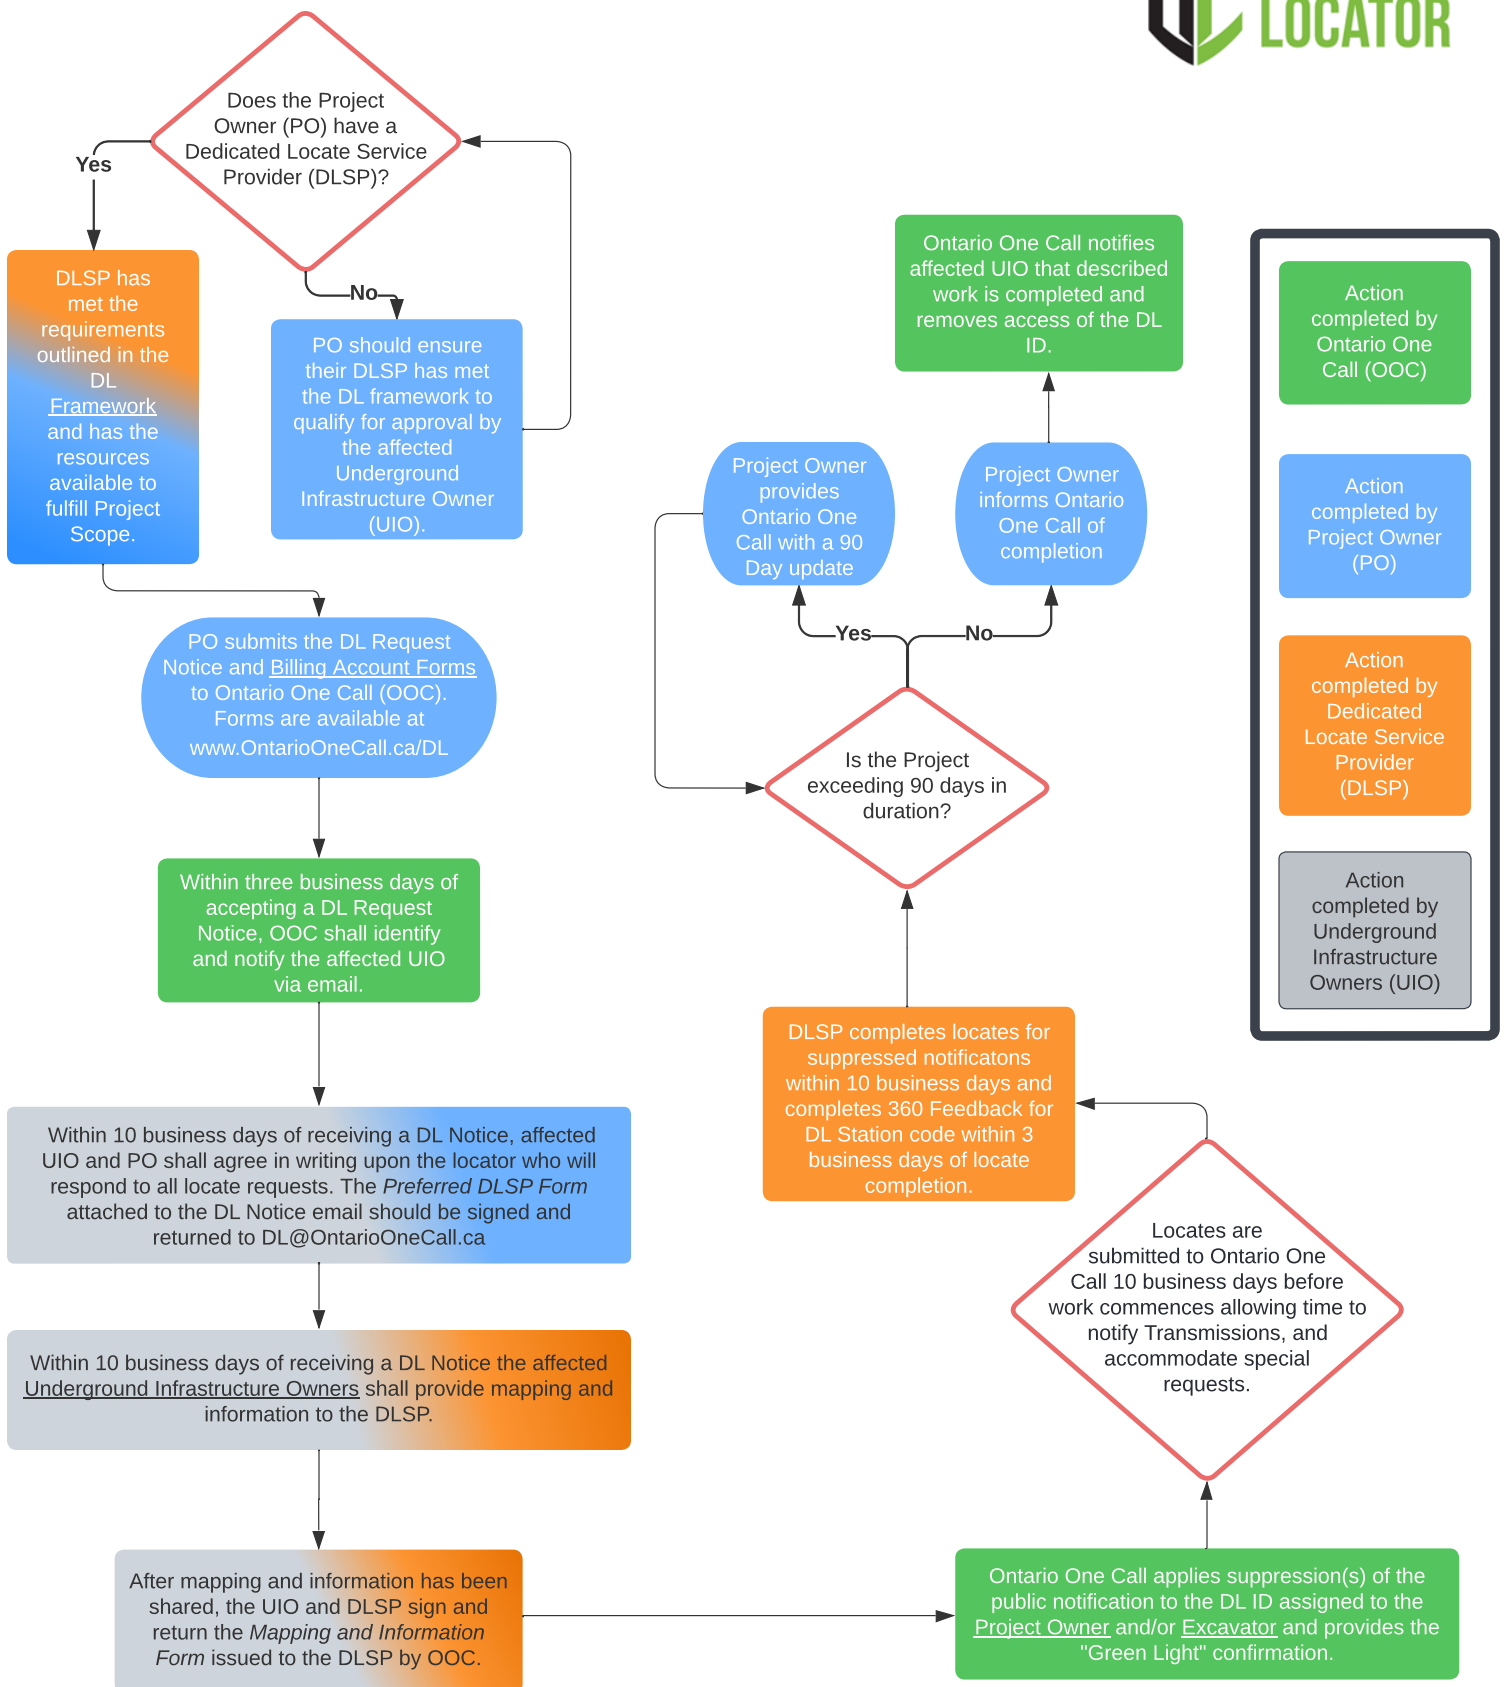 LOCATOR
Does the Project
Owner (PO) have a
Dedicated Locate Service
Provider (DLSP)?
Yes
No
DLSP has
met the
requirements
outlined in the
DL
Framework
and has the
resources
available to
fulfill Project
Scope.
PO should ensure
their DLSP has met
the DL framework to
qualify for approval by
the affected
Underground
Infrastructure Owner
(UIO).
PO submits the DL Request
Notice and Billing Account Forms
to Ontario One Call (OOC).
Forms are available at
www.OntarioOneCall.ca/DL
Within three business days of
accepting a DL Request
Notice, OOC shall identify
and notify the affected UIO
via email.
Within 10 business days of receiving a DL Notice, affected
UIO and PO shall agree in writing upon the locator who will
respond to all locate requests. The Preferred DLSP Form
attached to the DL Notice email should be signed and
returned to DL@OntarioOneCall.ca
Within 10 business days of receiving a DL Notice the affected
Underground Infrastructure Owners shall provide mapping and
information to the DLSP.
After mapping and information has been
shared, the UIO and DLSP sign and
return the Mapping and Information
Form issued to the DLSP by OOC.
Ontario One Call applies suppression(s) of the
public notification to the DL ID assigned to the
Project Owner and/or Excavator and provides the
"Green Light" confirmation.
Locates are
submitted to Ontario One
Call 10 business days before
work commences allowing time to
notify Transmissions, and
accommodate special
requests.
DLSP completes locates for
suppressed notificatons
within 10 business days and
completes 360 Feedback for
DL Station code within 3
business days of locate
completion.
Is the Project
exceeding 90 days in
duration?
Yes
No
Project Owner
provides
Ontario One
Call with a 90
Day update
Project Owner
informs Ontario
One Call of
completion
Ontario One Call notifies
affected UIO that described
work is completed and
removes access of the DL
ID.
Action
completed by
Ontario One
Call (OOC)
Action
completed by
Project Owner
(PO)
Action
completed by
Dedicated
Locate Service
Provider
(DLSP)
Action
completed by
Underground
Infrastructure
Owners (UIO)